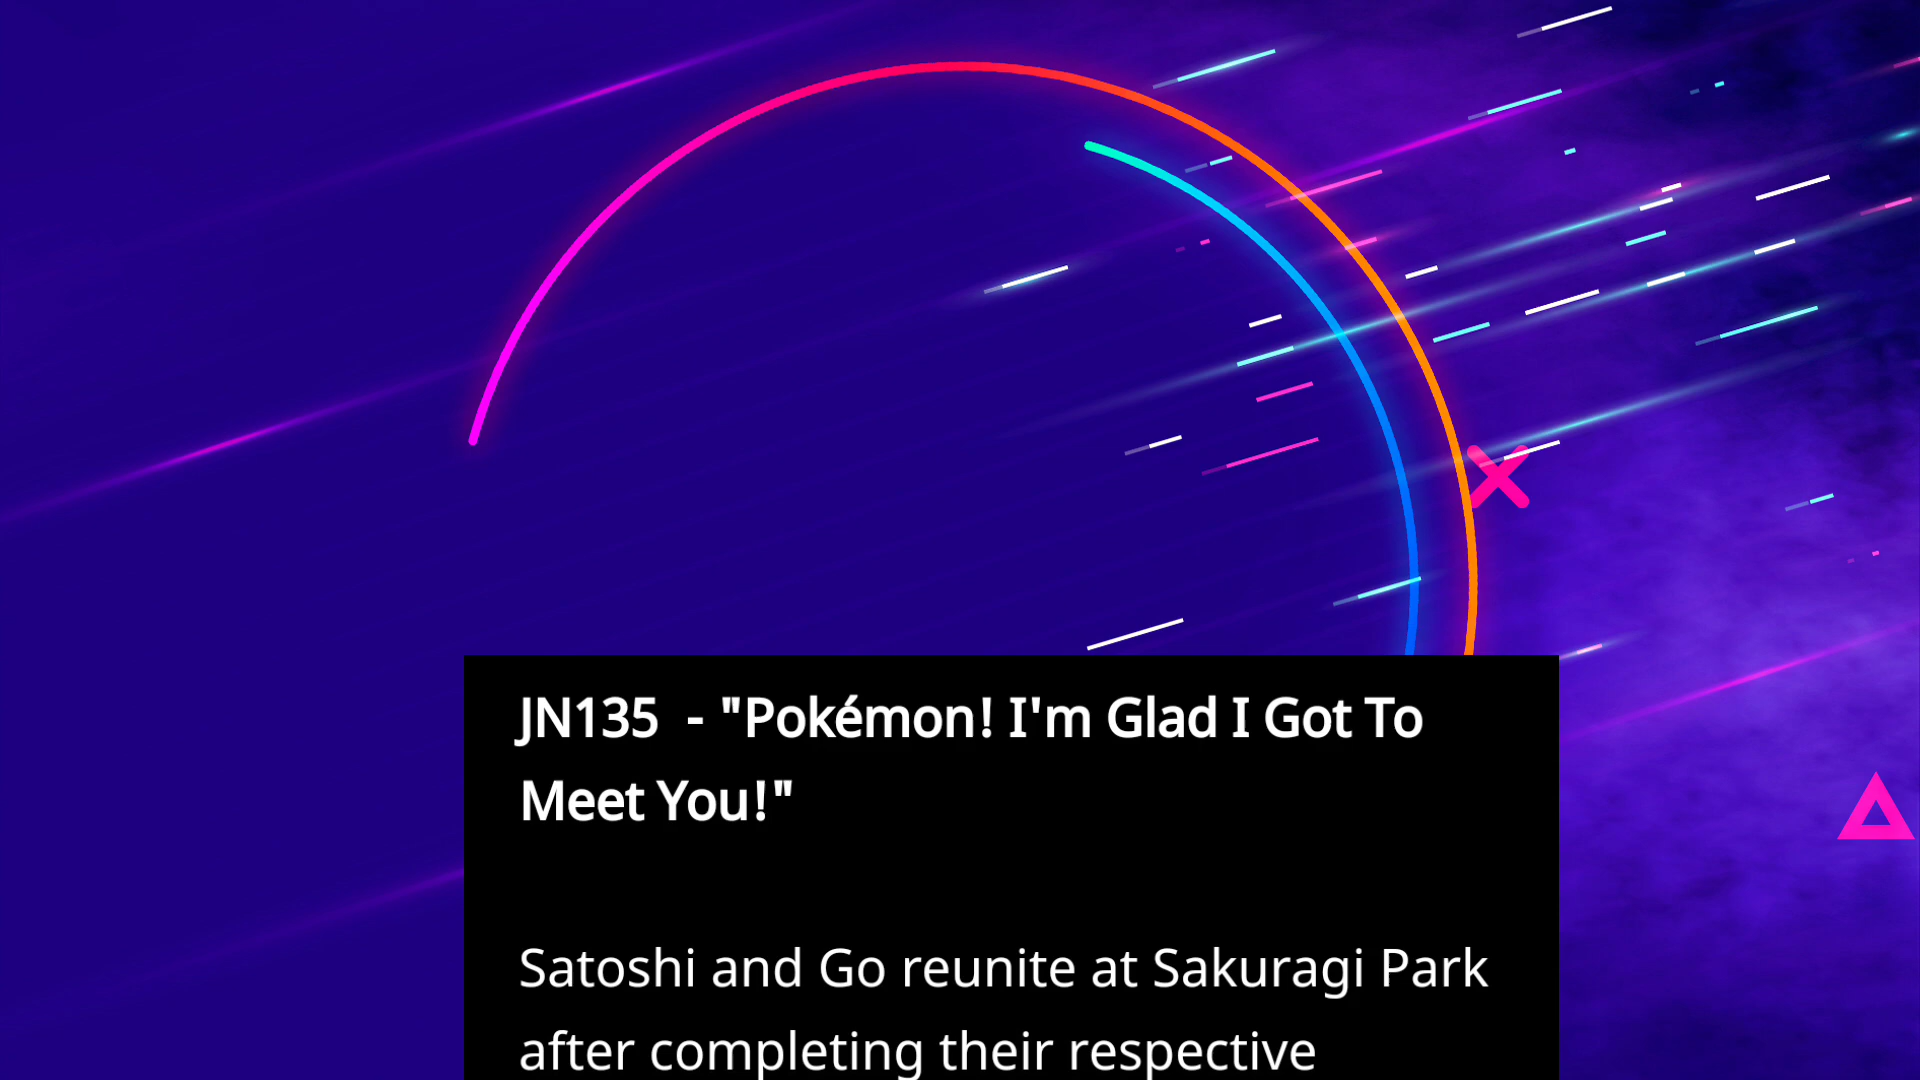 JN135  - "Pokémon! I'm Glad I Got To
Meet You!"
Satoshi and Go reunite at Sakuragi Park
after completing their respective